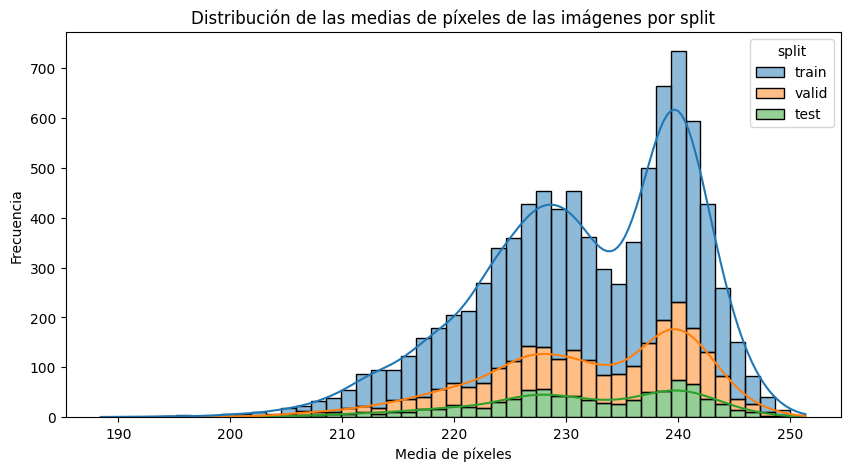 Distribución de las medias de píxeles de las imágenes por split
split
train
valid
test
700
600
500
400
300
200
100
0
Frecuencia
190 200 210 220 230 240 250
Media de píxeles